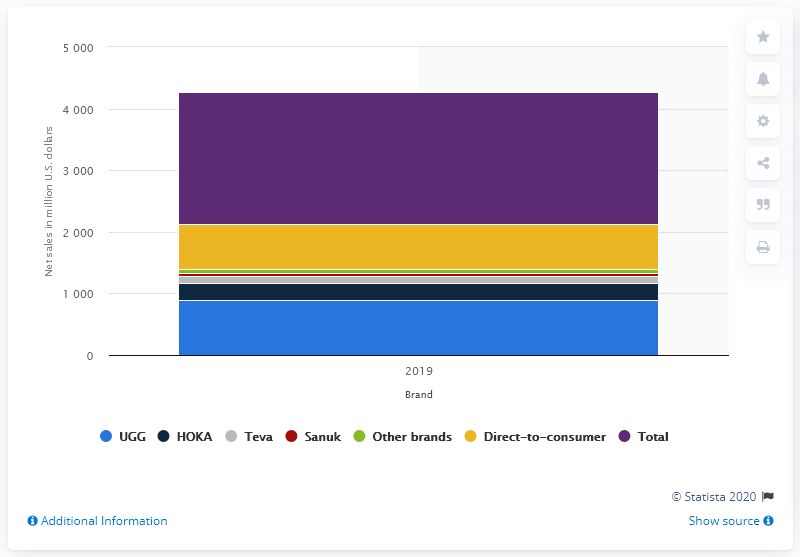 5 000
4 000
3 000
2 000
1 000
0
Net sales in million U.S. dollars
2019
Brand
UGG HOKA Teva Sanuk Other brands Direct-to-consumer Total
© Statista 2020
Additional Information
Show source